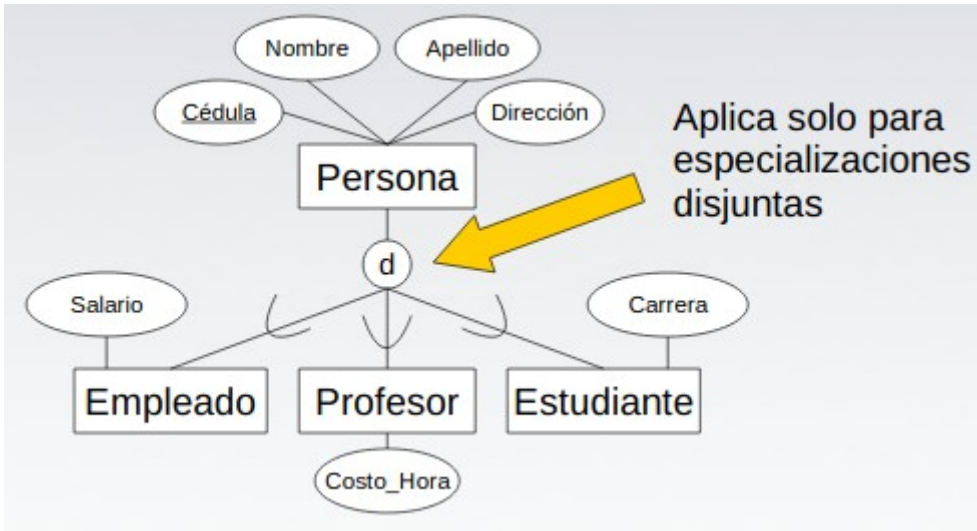 Nombre
Apellido
Cédula
Dirección
Aplica solo para
especializaciones
disjuntas
Persona
d
Salario
Carrera
Empleado
Profesor
Estudiante
Costo_Hora